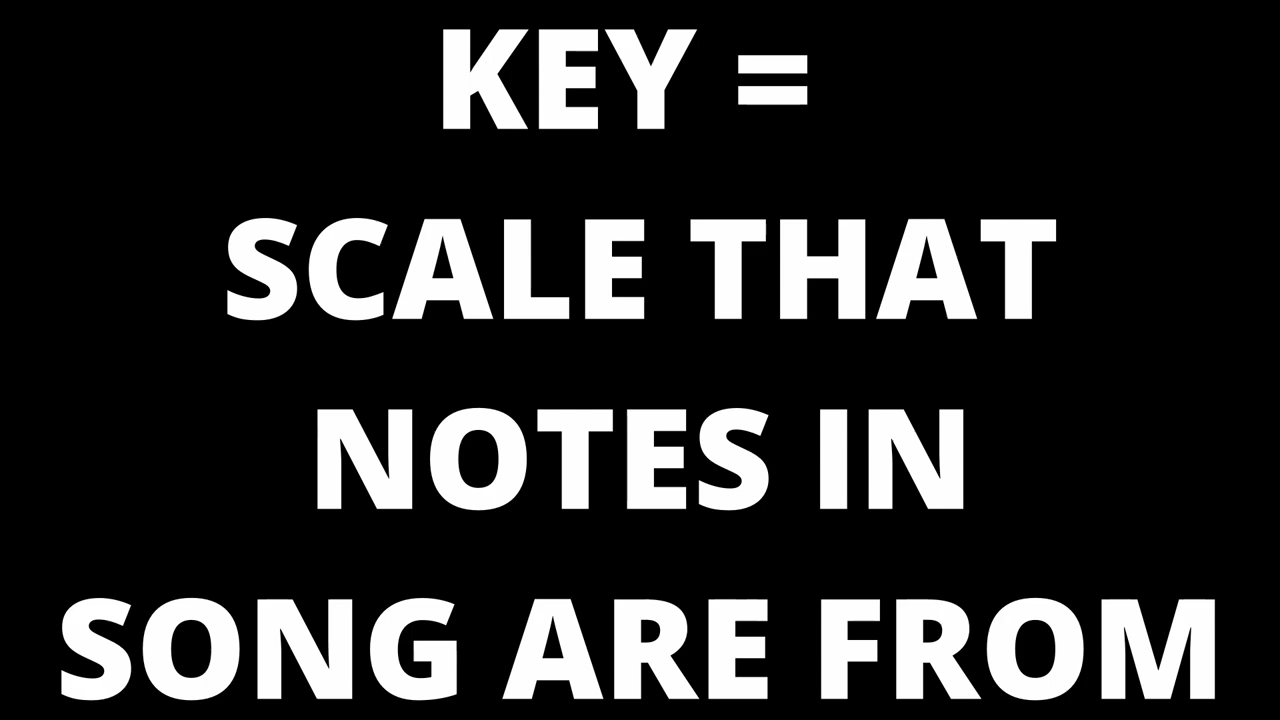 KEY =
SCALE THAT
NOTES IN
SONG ARE FROM